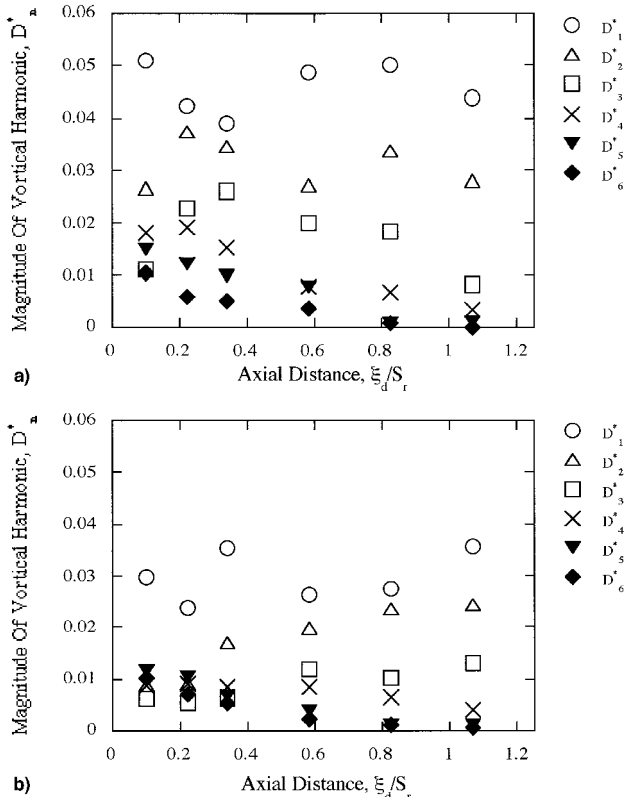 a)
Magnitude Of Vortical Harmonic, D*n
0.06
0.05
0.04
0.03
0.02
0.01
0
0 0.2 0.4 0.6 0.8 1 1.2
Axial Distance, ξd/Sr
D*1
D*2
D*3
D*4
D*5
D*6
b)
Magnitude Of Vortical Harmonic, D*n
0.06
0.05
0.04
0.03
0.02
0.01
0
0 0.2 0.4 0.6 0.8 1 1.2
Axial Distance, ξd/Sr
D*1
D*2
D*3
D*4
D*5
D*6